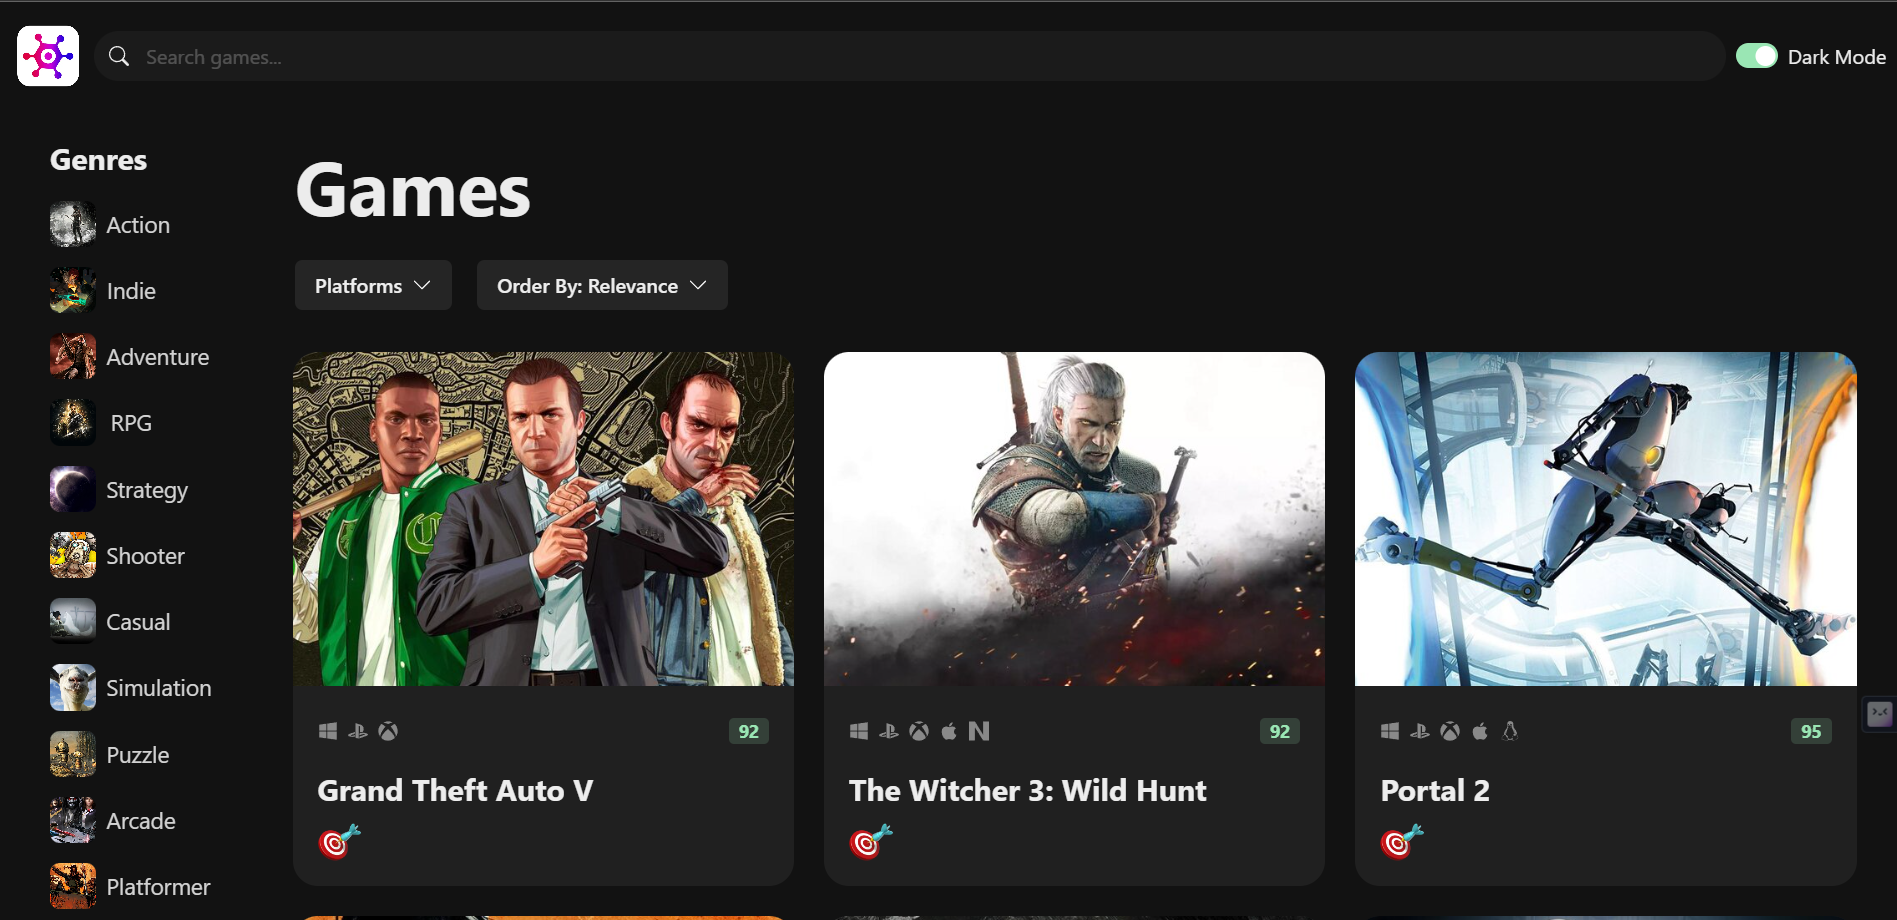 Search games...
Dark Mode
Genres
Action
Indie
Adventure
RPG
Strategy
Shooter
Casual
Simulation
Puzzle
Arcade
Platformer
Games
Platforms
Order By: Relevance
92
Grand Theft Auto V
92
The Witcher 3: Wild Hunt
95
Portal 2